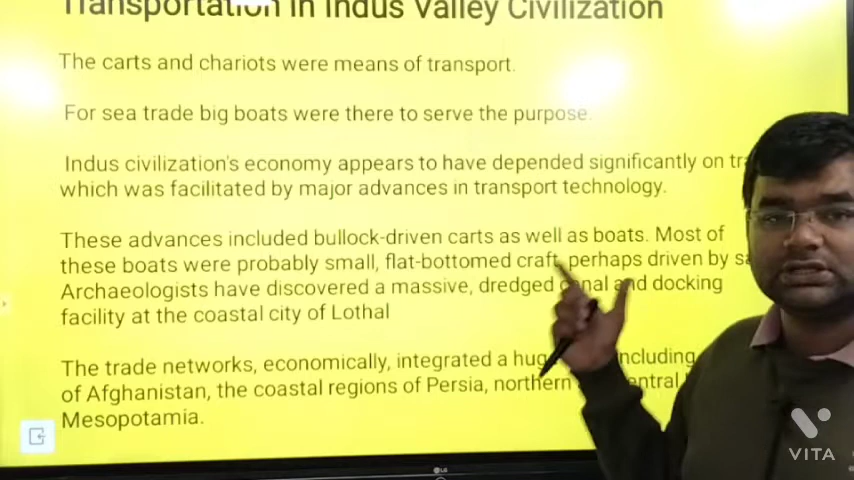 Transportation in Indus Valley Civilization
The carts and chariots were means of transport.
For sea trade big boats were there to serve the purpose.
Indus civilization's economy appears to have depended significantly on
which was facilitated by major advances in transport technology.
These advances included bullock-driven carts as well as boats. Most of
these boats were probably small, flat-bottomed craft, perhaps driven by
Archaeologists have discovered a massive, dredged canal and docking
facility at the coastal city of Lothal
The trade networks, economically, integrated a including
of Afghanistan, the coastal regions of Persia, northern
Mesopotamia.
LG
VITA